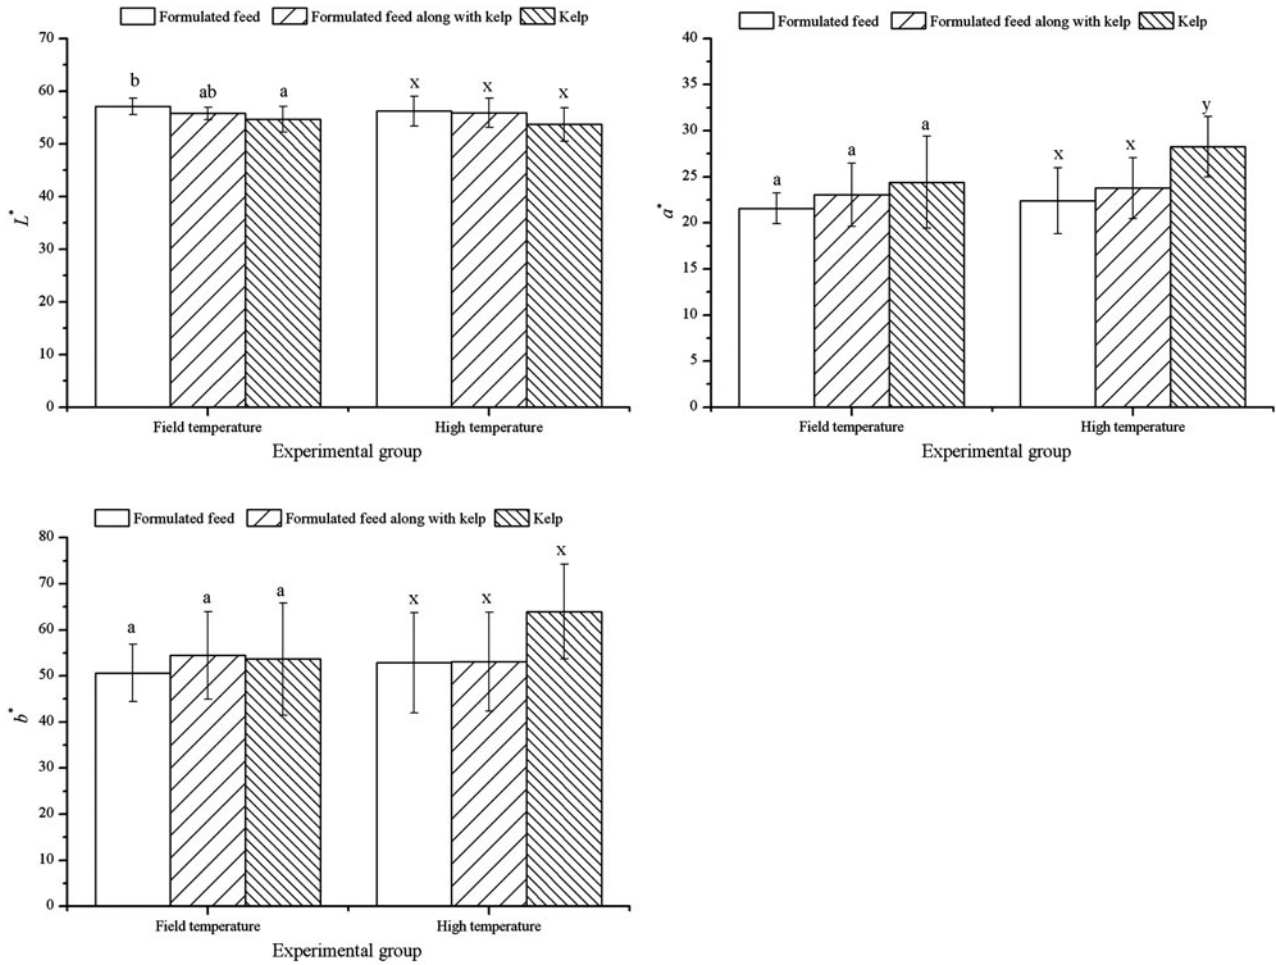 Formulated feed Formulated feed along with kelp Kelp
70
60
50
40
30
20
10
0
L*
b ab a x x x
Field temperature High temperature
Experimental group
Formulated feed Formulated feed along with kelp Kelp
40
35
30
25
20
15
10
5
0
a*
a a a x x y
Field temperature High temperature
Experimental group
Formulated feed Formulated feed along with kelp Kelp
80
70
60
50
40
30
20
10
0
b*
a a a x x x
Field temperature High temperature
Experimental group